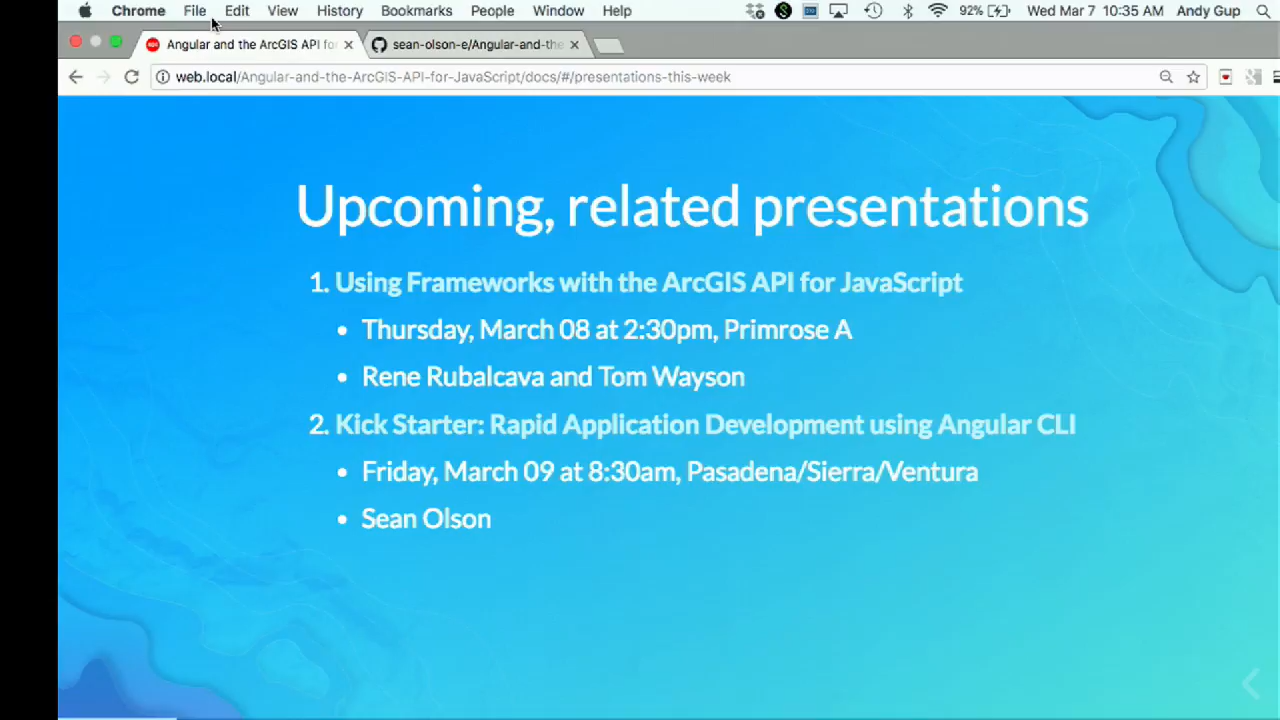 Chrome File Edit View History Bookmarks People Window Help 92% Wed Mar 7 10:35 AM Andy Gup
Angular and the ArcGIS API for sean-olson-e/Angular-and-the
web.local/Angular-and-the-ArcGIS-API-for-JavaScript/docs/#/presentations-this-week
Upcoming, related presentations
1. Using Frameworks with the ArcGIS API for JavaScript
• Thursday, March 08 at 2:30pm, Primrose A
• Rene Rubalcava and Tom Wayson
2. Kick Starter: Rapid Application Development using Angular CLI
• Friday, March 09 at 8:30am, Pasadena/Sierra/Ventura
• Sean Olson